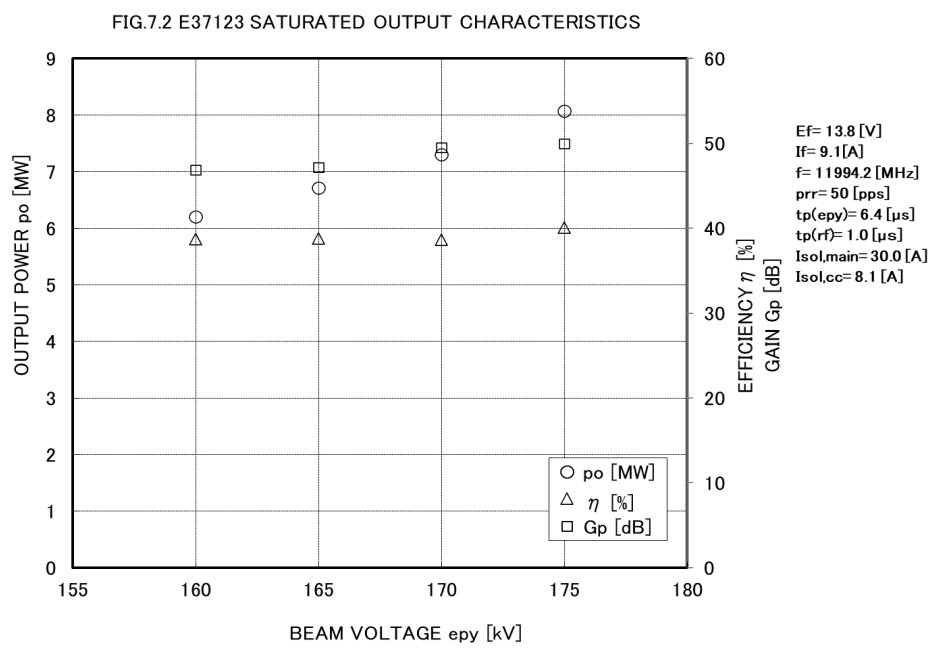 FIG.7.2 E37123 SATURATED OUTPUT CHARACTERISTICS
OUTPUT POWER po [MW]
9
8
7
6
5
4
3
2
1
0
155
160
165
170
175
180
BEAM VOLTAGE epy [kV]
60
50
40
30
20
10
0
EFFICIENCY η [%]
GAIN Gp [dB]
po [MW]
η [%]
Gp [dB]
Ef= 13.8 [V]
If= 9.1[A]
f= 11994.2 [MHz]
prr= 50 [pps]
tp(epy)= 6.4 [μs]
tp(rf)= 1.0 [μs]
Isol,main= 30.0 [A]
Isol,cc= 8.1 [A]